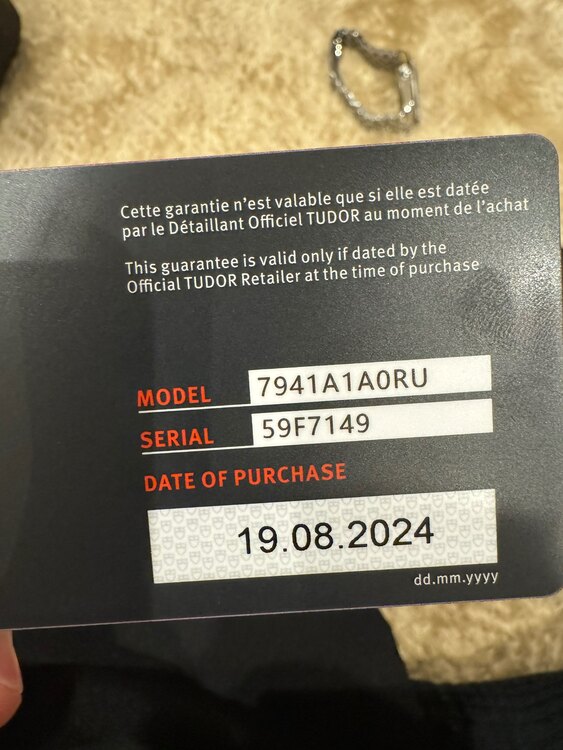 Cette garantie n'est valable que si elle est datée
par le Détaillant Officiel TUDOR au moment de l'achat
This guarantee is valid only if dated by the
Official TUDOR Retailer at the time of purchase
MODEL 7941A1A0RU
SERIAL 59F7149
DATE OF PURCHASE
19.08.2024
dd.mm.yyyy